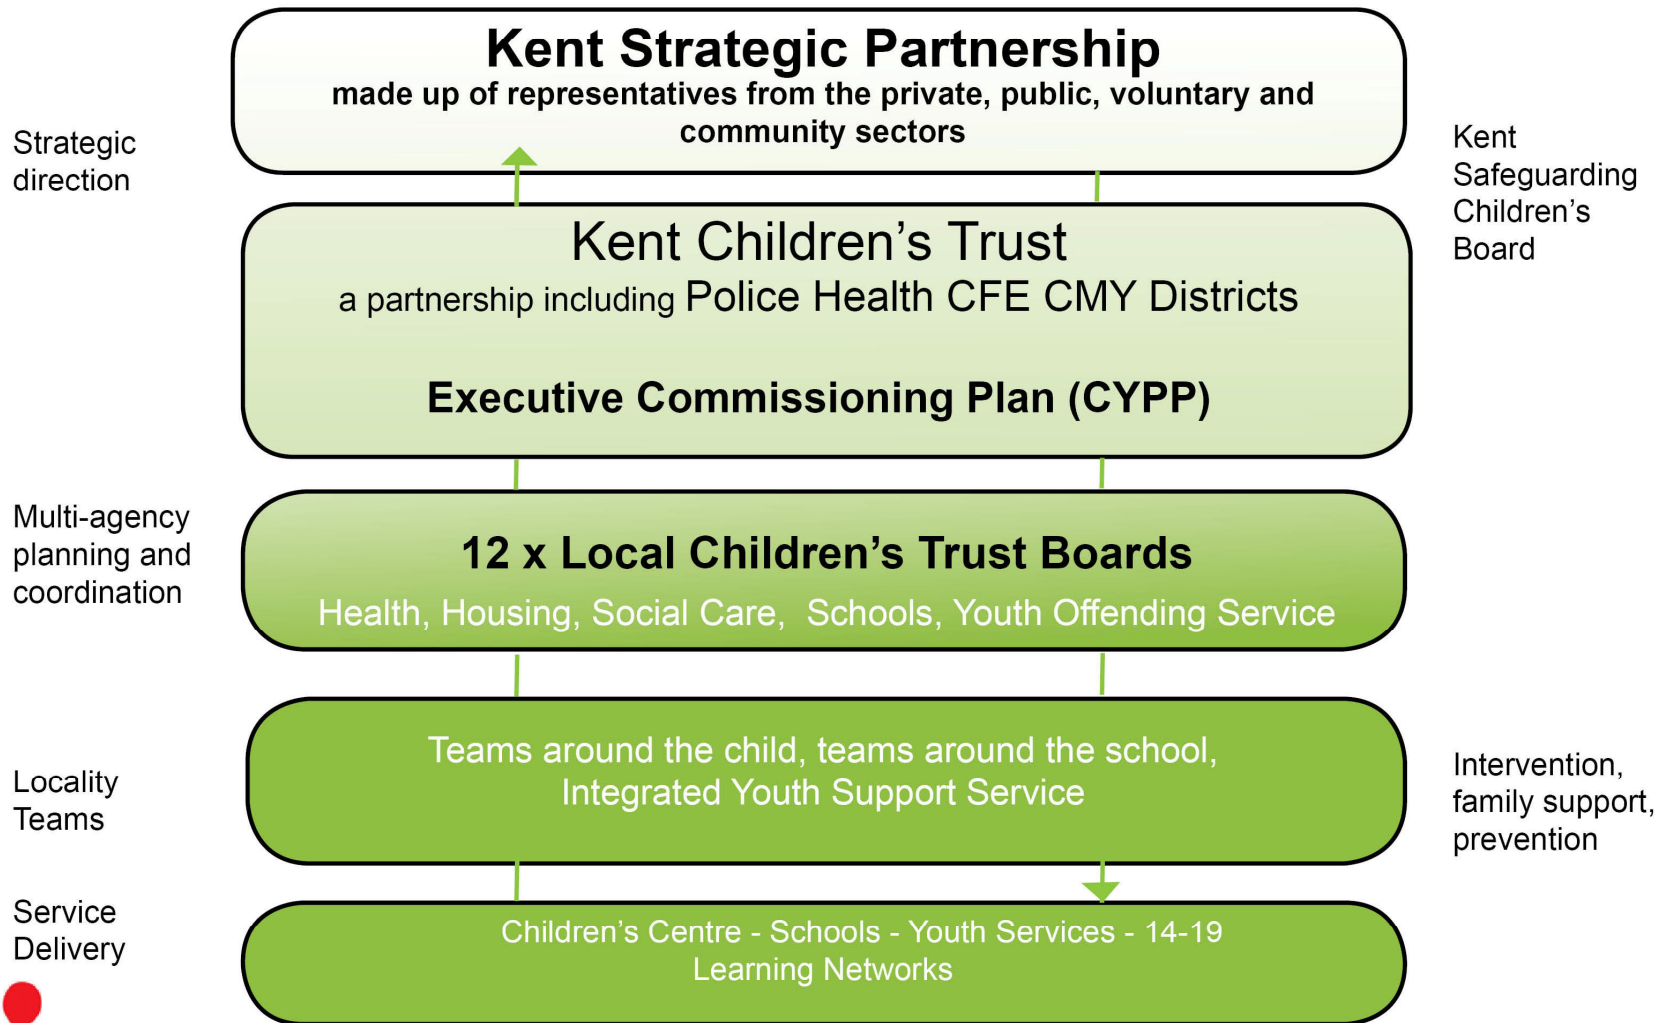 Kent Strategic Partnership
made up of representatives from the private, public, voluntary and
community sectors
Strategic
direction
Kent
Safeguarding
Children's
Board
Kent Children's Trust
a partnership including Police Health CFE CMY Districts
Executive Commissioning Plan (CYPP)
Multi-agency
planning and
coordination
12 x Local Children's Trust Boards
Health, Housing, Social Care,  Schools, Youth Offending Service
Locality
Teams
Teams around the child, teams around the school,
Integrated Youth Support Service
Intervention,
family support,
prevention
Service
Delivery
Children's Centre - Schools - Youth Services - 14-19
Learning Networks